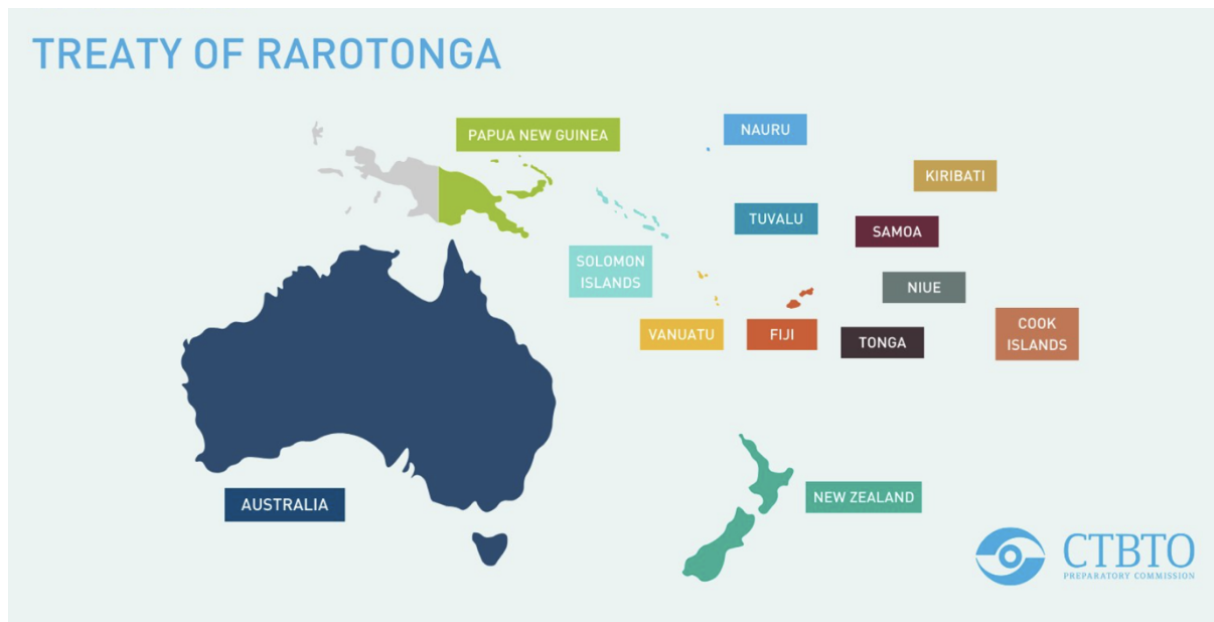 TREATY OF RAROTONGA
PAPUA NEW GUINEA
NAURU
KIRIBATI
TUVALU
SAMOA
SOLOMON
ISLANDS
NIUE
VANUATU
FIJI
TONGA
COOK
ISLANDS
AUSTRALIA
NEW ZEALAND
CTBTO
PREPARATORY COMMISSION